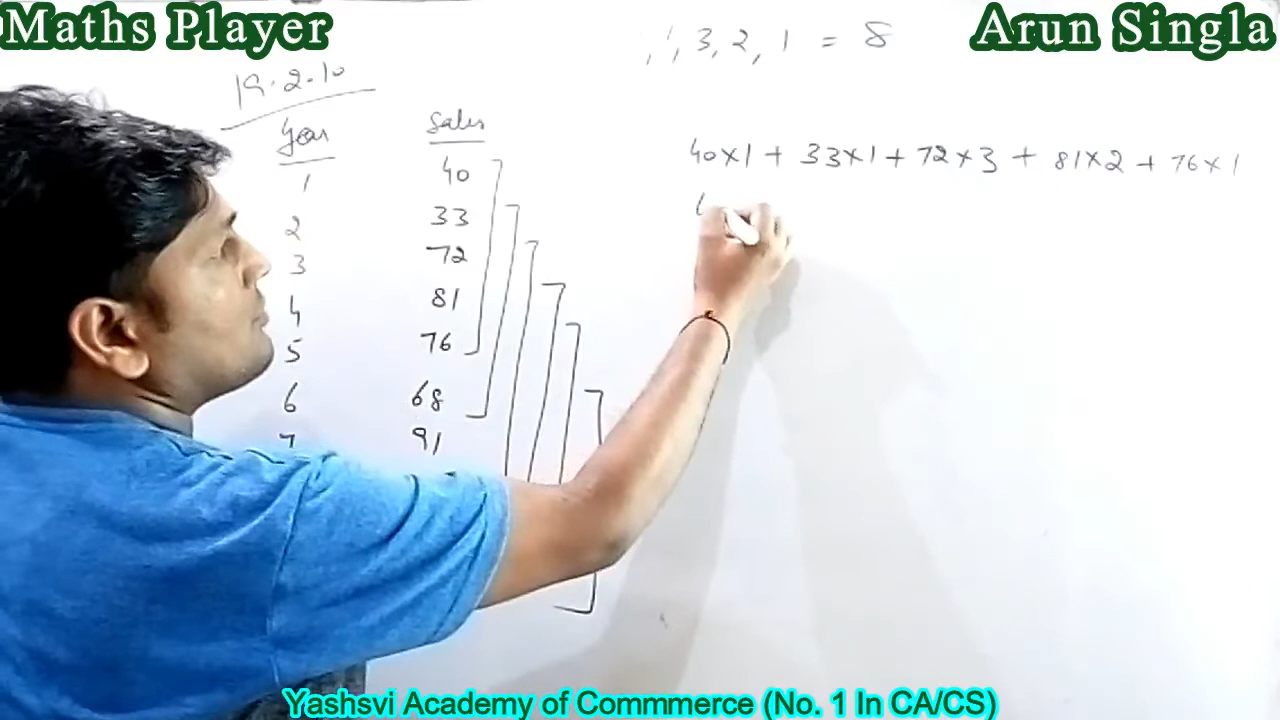 Maths Player
Arun Singla
1, 1, 3, 2, 1 = 8
19.2.10
Year Sales
1 40
2 33
3 72
4 81
5 76
6 68
7 91
40×1 + 33×1 + 72×3 + 81×2 + 76×1
Yashsvi Academy of Commmerce (No. 1 In CA/CS)